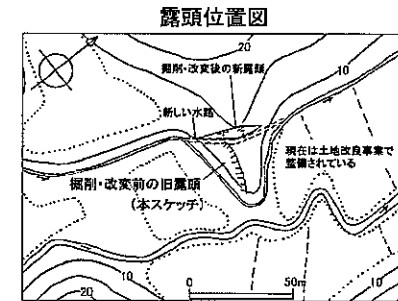 露頭位置図
20
掘削・改変後の新露頭
10
新しい水路
掘削・改変前の旧露頭
(本スケッチ)
現在は土地改良事業で
整備されている
0
50m
10
20
10